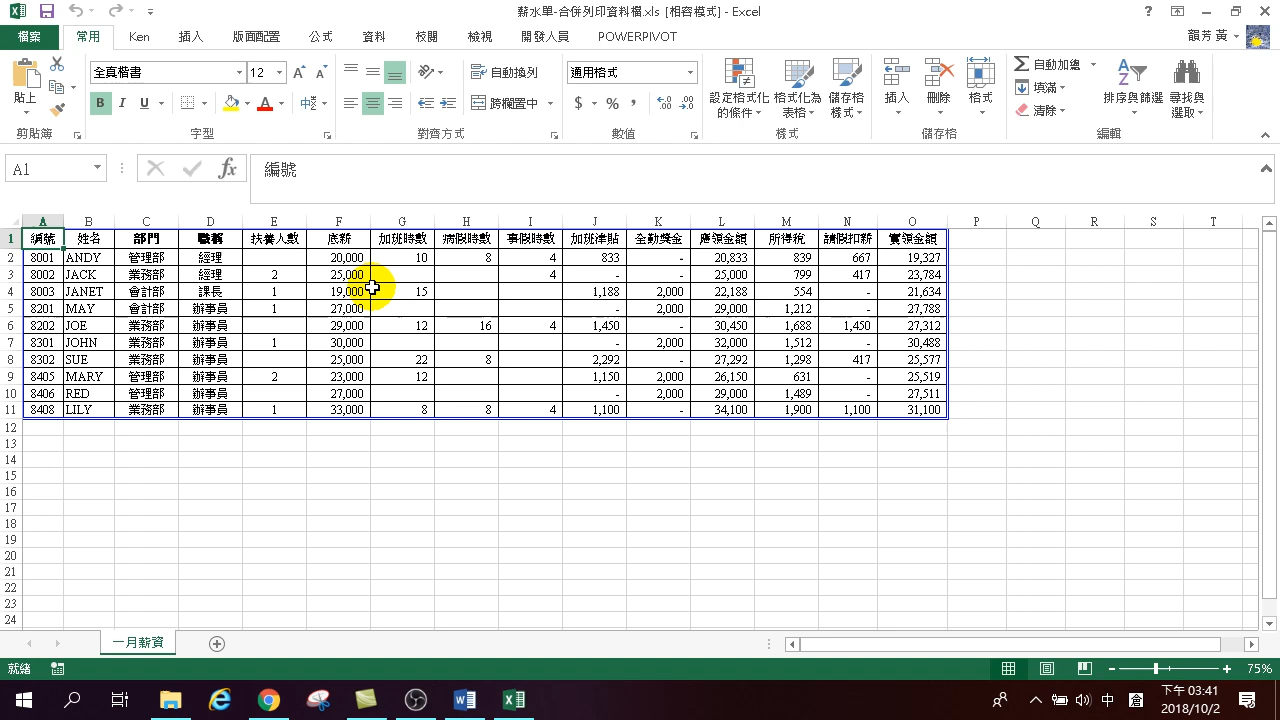 薪水單-合併列印資料檔.xls [相容模式] - Excel
檔案 常用 Ken 插入 版面配置 公式 資料 校閱 檢視 開發人員 POWERPIVOT 韻芳 黃
貼上 全真楷書 12 自動換列 通用格式 設定格式化的條件 格式化為表格 儲存格樣式 插入 刪除 格式 自動加總 填滿 清除 排序與篩選 尋找與選取
B I U A 中 跨欄置中 $ % ,
剪貼簿 字型 對齊方式 數值 樣式 儲存格 編輯
A1 fx 編號
A B C D E F G H I J K L M N O P Q R S T
1 編號 姓名 部門 職稱 扶養人數 底薪 加班時數 病假時數 事假時數 加班津貼 全勤獎金 應領金額 所得稅 請假扣薪 實領金額
2 8001 ANDY 管理部 經理 20,000 10 8 4 833 - 20,833 839 667 19,327
3 8002 JACK 業務部 經理 2 25,000 4 - - 25,000 799 417 23,784
4 8003 JANET 會計部 課長 1 19,000 15 1,188 2,000 22,188 554 - 21,634
5 8201 MAY 會計部 辦事員 1 27,000 - 2,000 29,000 1,212 - 27,788
6 8202 JOE 業務部 辦事員 29,000 12 16 4 1,450 - 30,450 1,688 1,450 27,312
7 8301 JOHN 業務部 辦事員 1 30,000 - 2,000 32,000 1,512 - 30,488
8 8302 SUE 業務部 辦事員 25,000 22 8 2,292 - 27,292 1,298 417 25,577
9 8405 MARY 管理部 辦事員 2 23,000 12 1,150 2,000 26,150 631 - 25,519
10 8406 RED 管理部 辦事員 27,000 - 2,000 29,000 1,489 - 27,511
11 8408 LILY 業務部 辦事員 1 33,000 8 8 4 1,100 - 34,100 1,900 1,100 31,100
12
13
14
15
16
17
18
19
20
21
22
23
24
一月薪資
就緒 75%
中 下午 03:41
2018/10/2